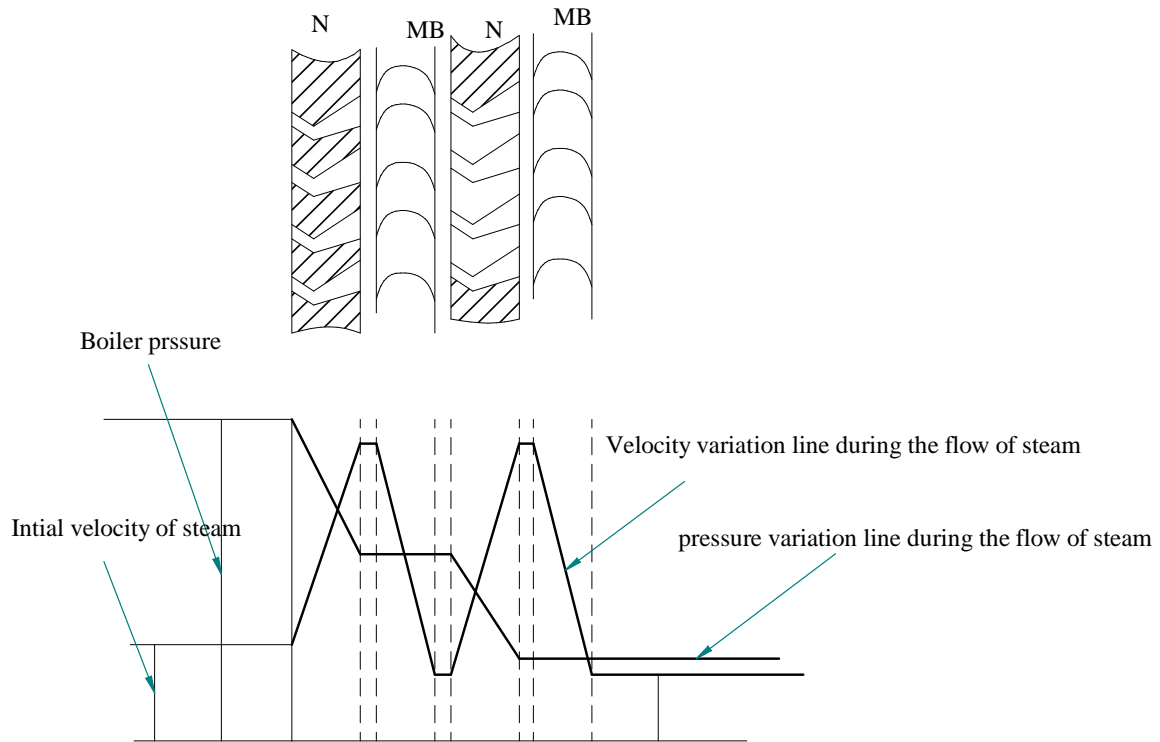 N
MB
N
MB
Boiler prssure
Velocity variation line during the flow of steam
Intial velocity of steam
pressure variation line during the flow of steam